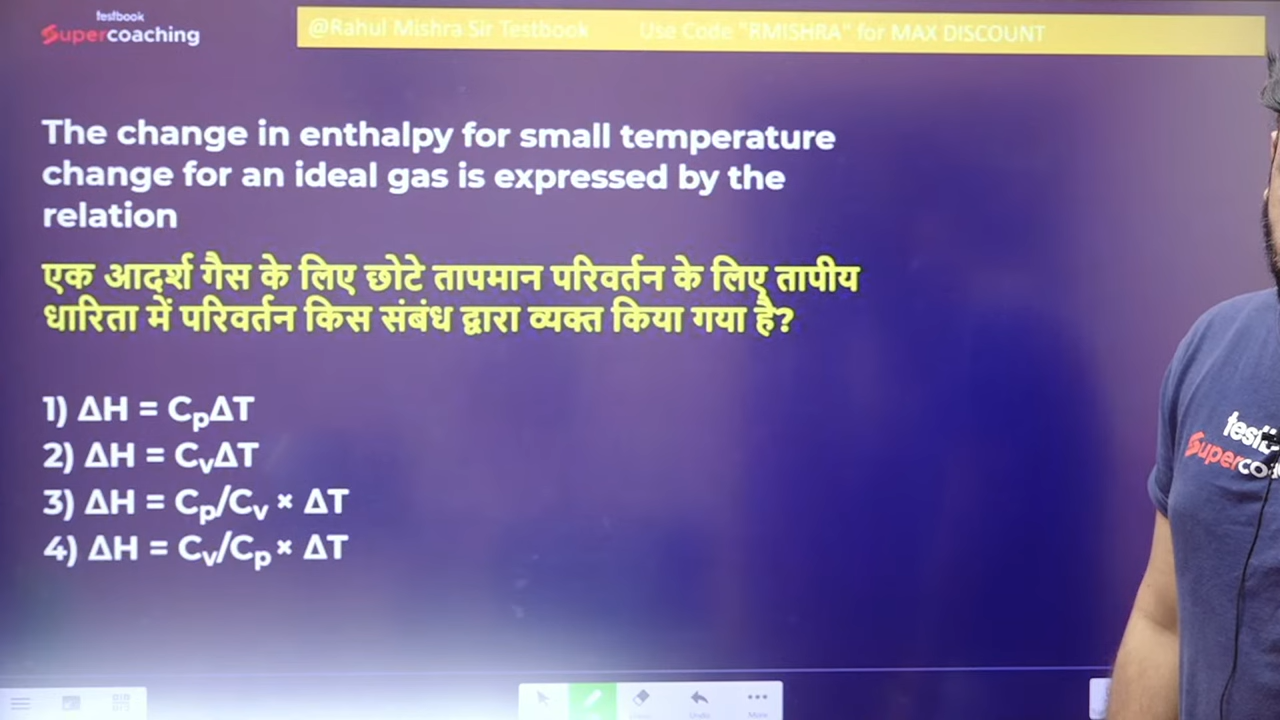 testbook
Supercoaching
@Rahul Mishra Sir Testbook Use Code "RMISHRA" for MAX DISCOUNT
The change in enthalpy for small temperature
change for an ideal gas is expressed by the
relation
एक आदर्श गैस के लिए छोटे तापमान परिवर्तन के लिए तापीय
धारिता में परिवर्तन किस संबंध द्वारा व्यक्त किया गया है?
1) ΔH = CpΔT
2) ΔH = CvΔT
3) ΔH = Cp/Cv × ΔT
4) ΔH = Cv/Cp × ΔT
Undo
More